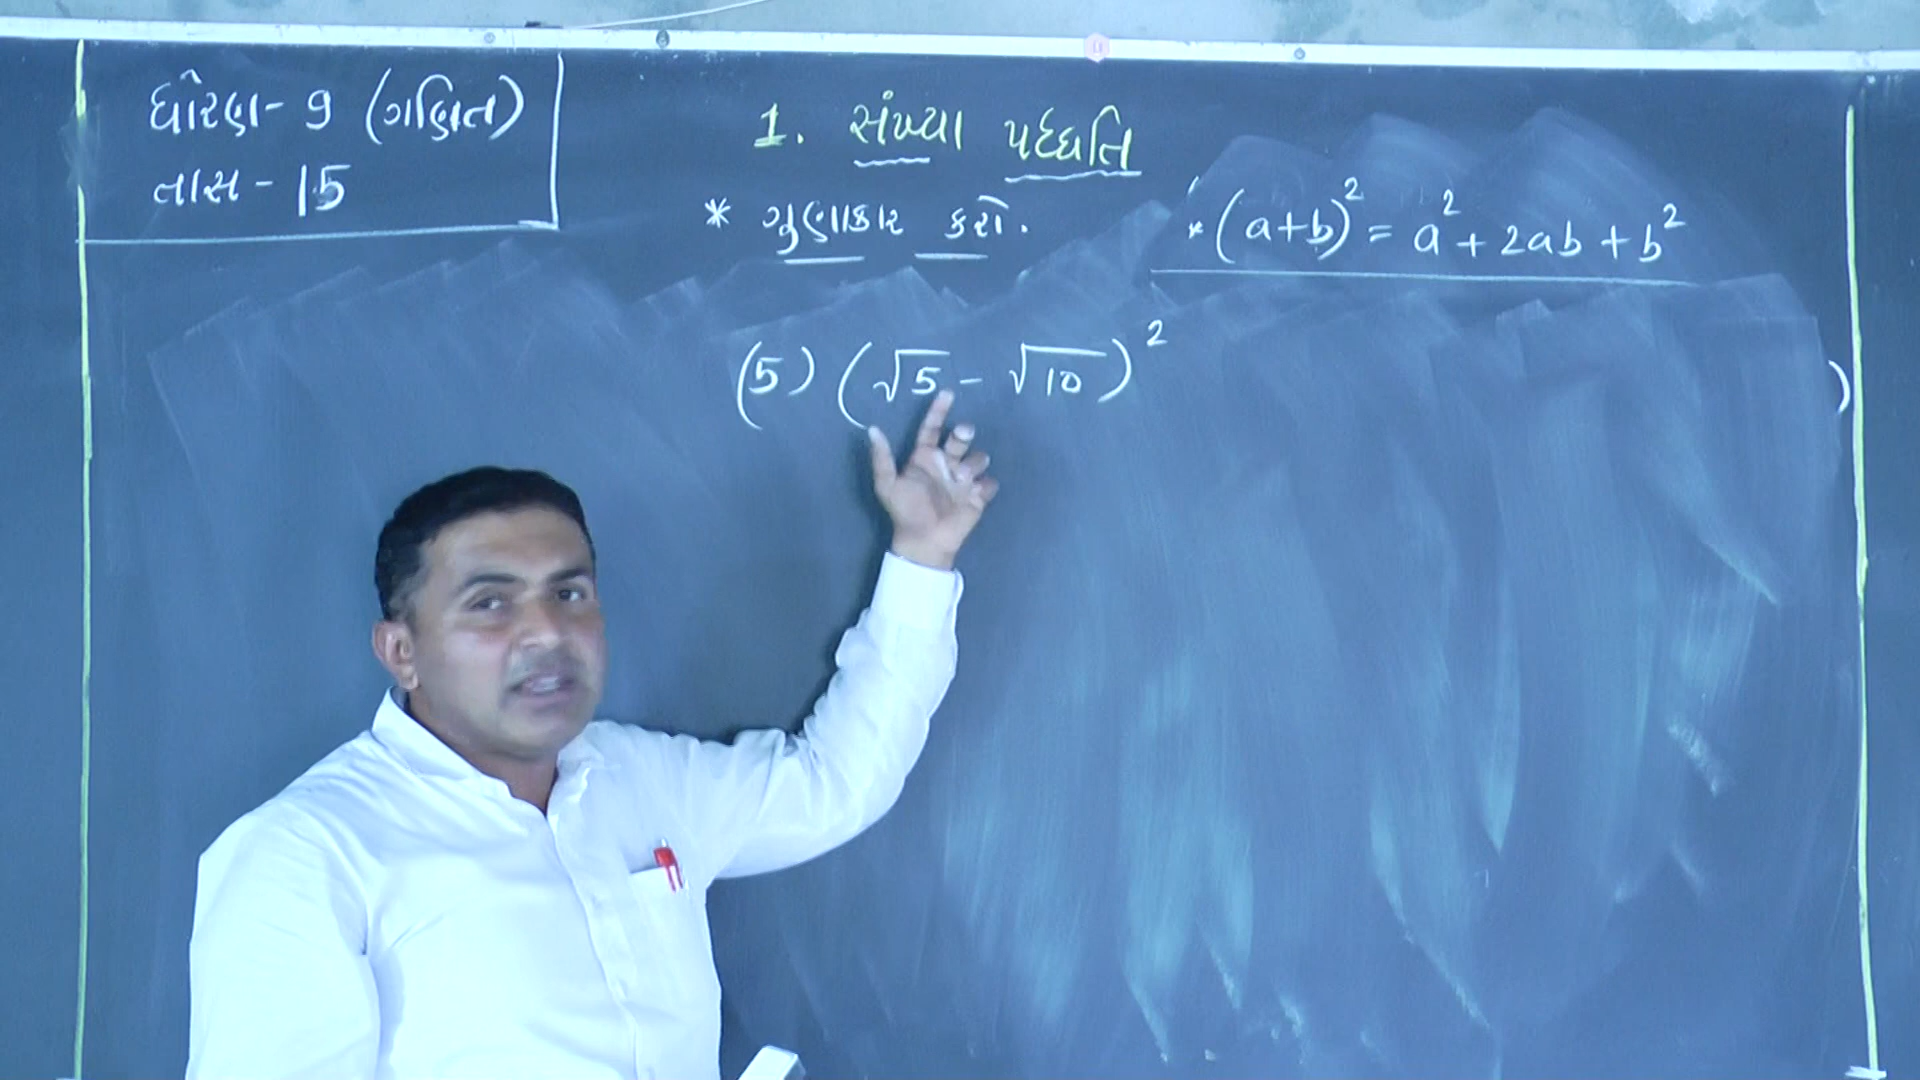 ધોરણ- 9 (ગણિત)
તાસ - 15
1. સંખ્યા પદ્ધતિ
* ગુણાકાર કરો.
* (a+b)² = a² + 2ab + b²
(5) (√5 - √10)²
)